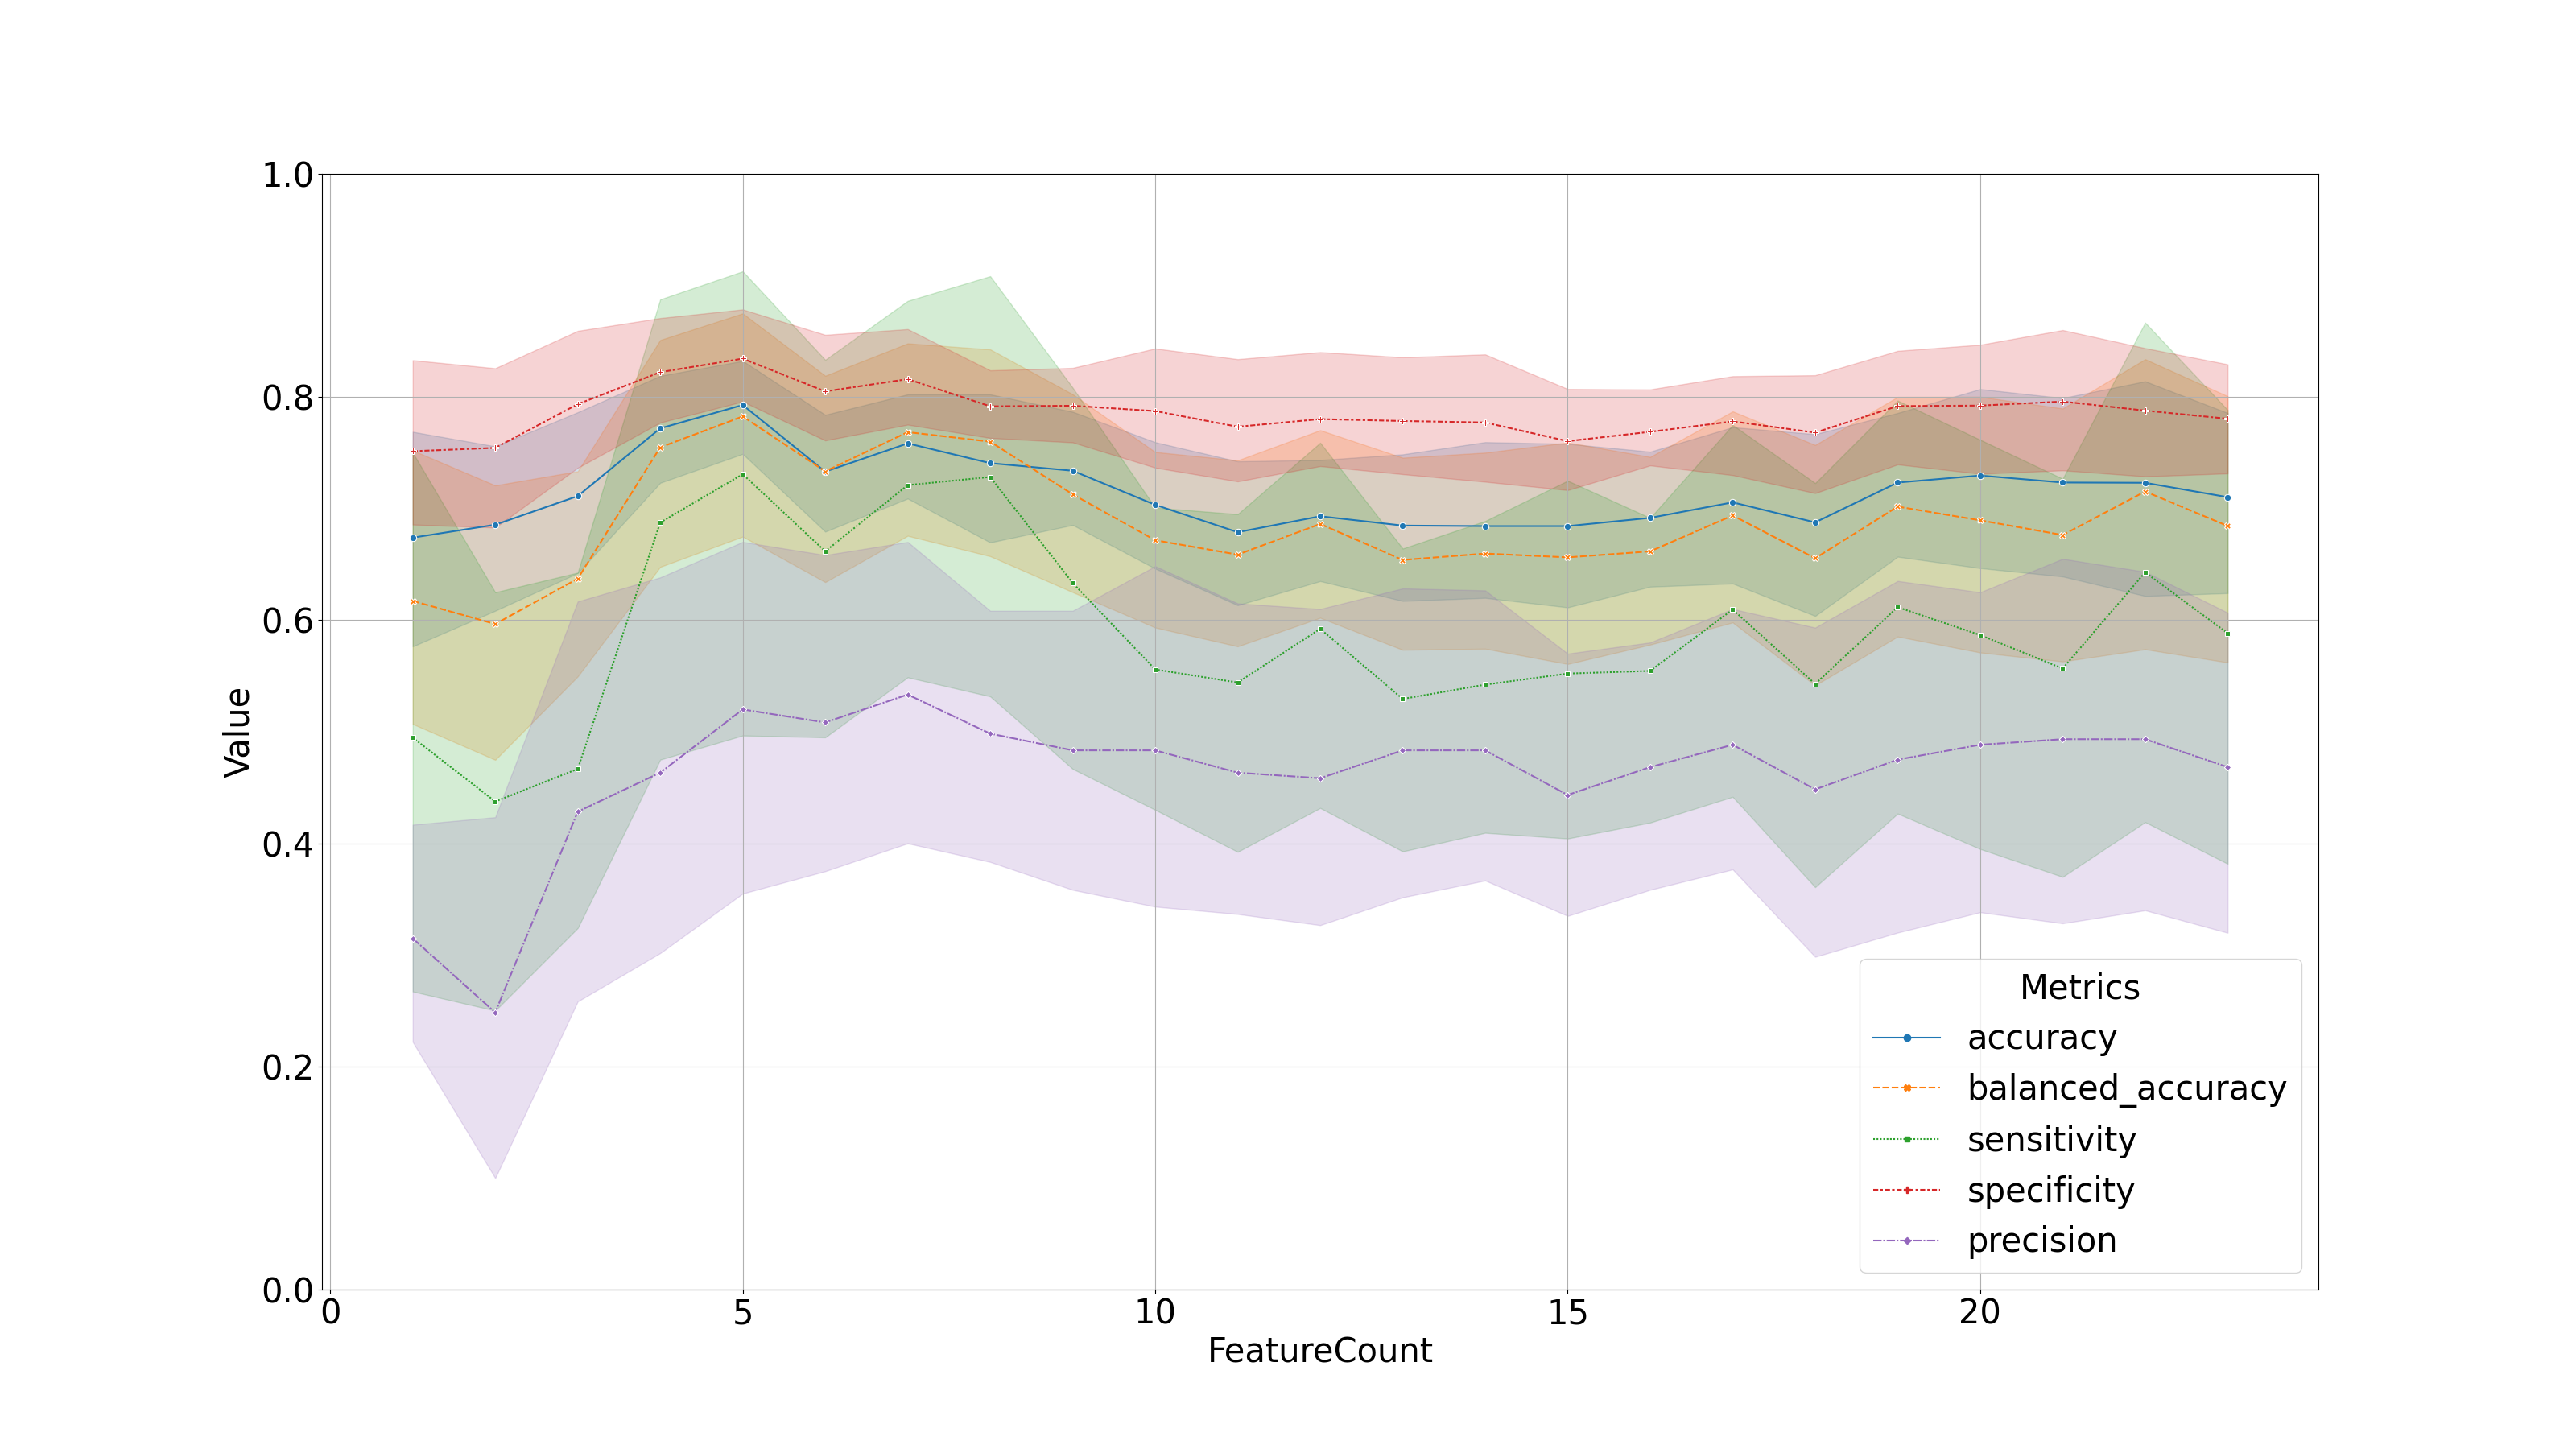 1.0
0.8
0.6
0.4
0.2
0.0
Value
0 5 10 15 20
FeatureCount
Metrics
accuracy
balanced_accuracy
sensitivity
specificity
precision